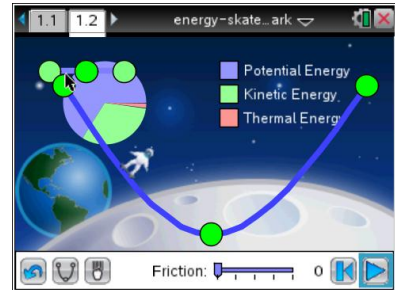 1.1 1.2 energy-skate…ark
Potential Energy
Kinetic Energy
Thermal Energy
Friction: 0